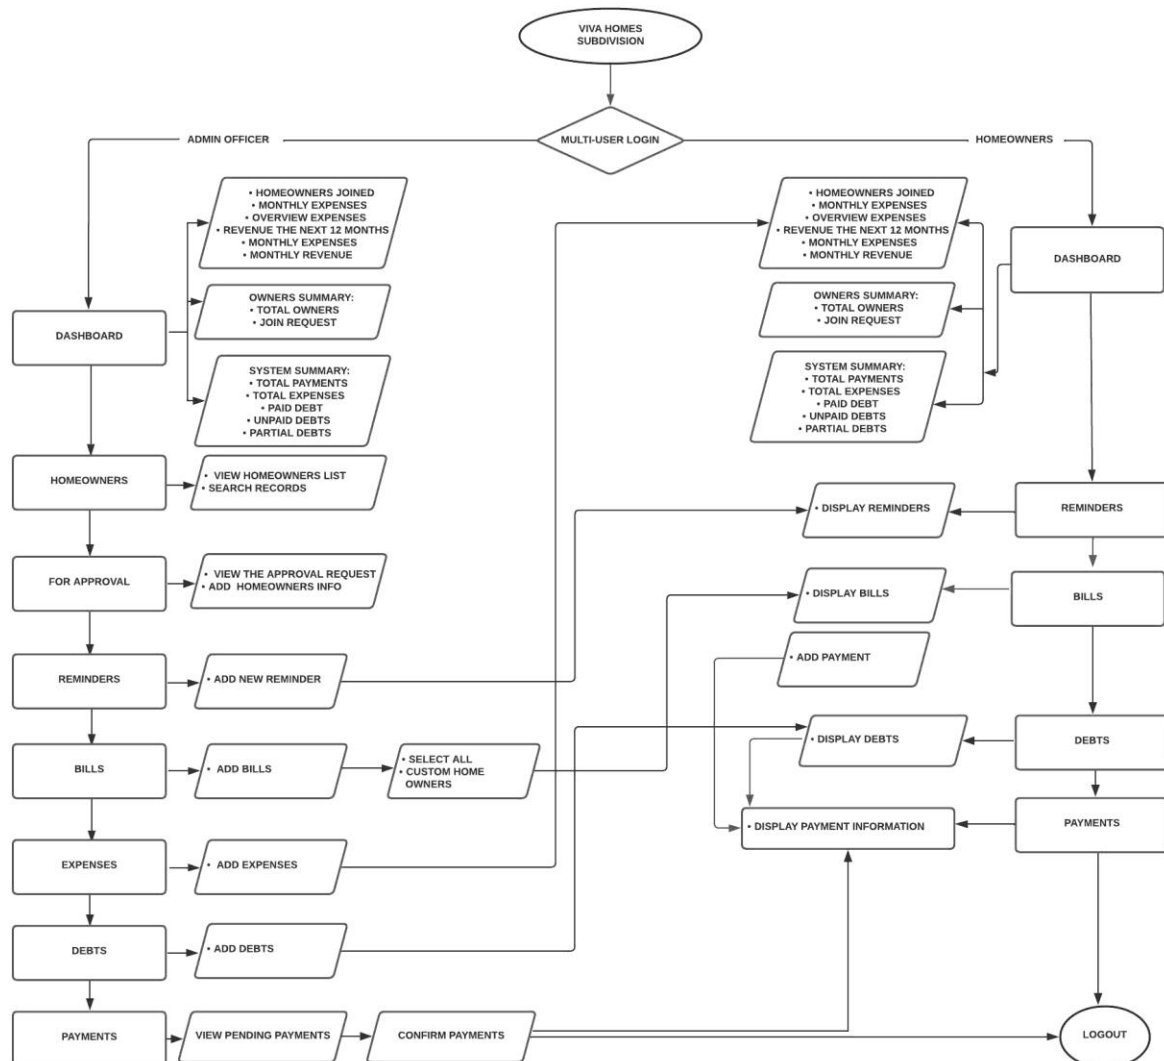 VIVA HOMES
SUBDIVISION
MULTI-USER LOGIN
ADMIN OFFICER
HOMEOWNERS
• HOMEOWNERS JOINED
• MONTHLY EXPENSES
• OVERVIEW EXPENSES
• REVENUE THE NEXT 12 MONTHS
• MONTHLY EXPENSES
• MONTHLY REVENUE
OWNERS SUMMARY:
• TOTAL OWNERS
• JOIN REQUEST
DASHBOARD
SYSTEM SUMMARY:
• TOTAL PAYMENTS
• TOTAL EXPENSES
• PAID DEBT
• UNPAID DEBTS
• PARTIAL DEBTS
HOMEOWNERS
• VIEW HOMEOWNERS LIST
• SEARCH RECORDS
FOR APPROVAL
• VIEW THE APPROVAL REQUEST
• ADD HOMEOWNERS INFO
REMINDERS
• ADD NEW REMINDER
BILLS
• ADD BILLS
• SELECT ALL
• CUSTOM HOME
OWNERS
EXPENSES
• ADD EXPENSES
DEBTS
• ADD DEBTS
PAYMENTS
VIEW PENDING PAYMENTS
CONFIRM PAYMENTS
• HOMEOWNERS JOINED
• MONTHLY EXPENSES
• OVERVIEW EXPENSES
• REVENUE THE NEXT 12 MONTHS
• MONTHLY EXPENSES
• MONTHLY REVENUE
DASHBOARD
OWNERS SUMMARY:
• TOTAL OWNERS
• JOIN REQUEST
SYSTEM SUMMARY:
• TOTAL PAYMENTS
• TOTAL EXPENSES
• PAID DEBT
• UNPAID DEBTS
• PARTIAL DEBTS
• DISPLAY REMINDERS
REMINDERS
• DISPLAY BILLS
BILLS
• ADD PAYMENT
• DISPLAY DEBTS
DEBTS
• DISPLAY PAYMENT INFORMATION
PAYMENTS
LOGOUT